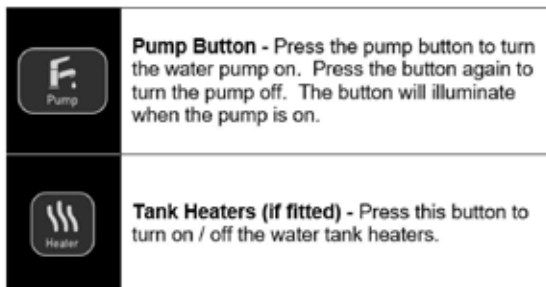 Pump
Pump Button - Press the pump button to turn
the water pump on.  Press the button again to
turn the pump off.  The button will illuminate
when the pump is on.
Heater
Tank Heaters (if fitted) - Press this button to
turn on / off the water tank heaters.